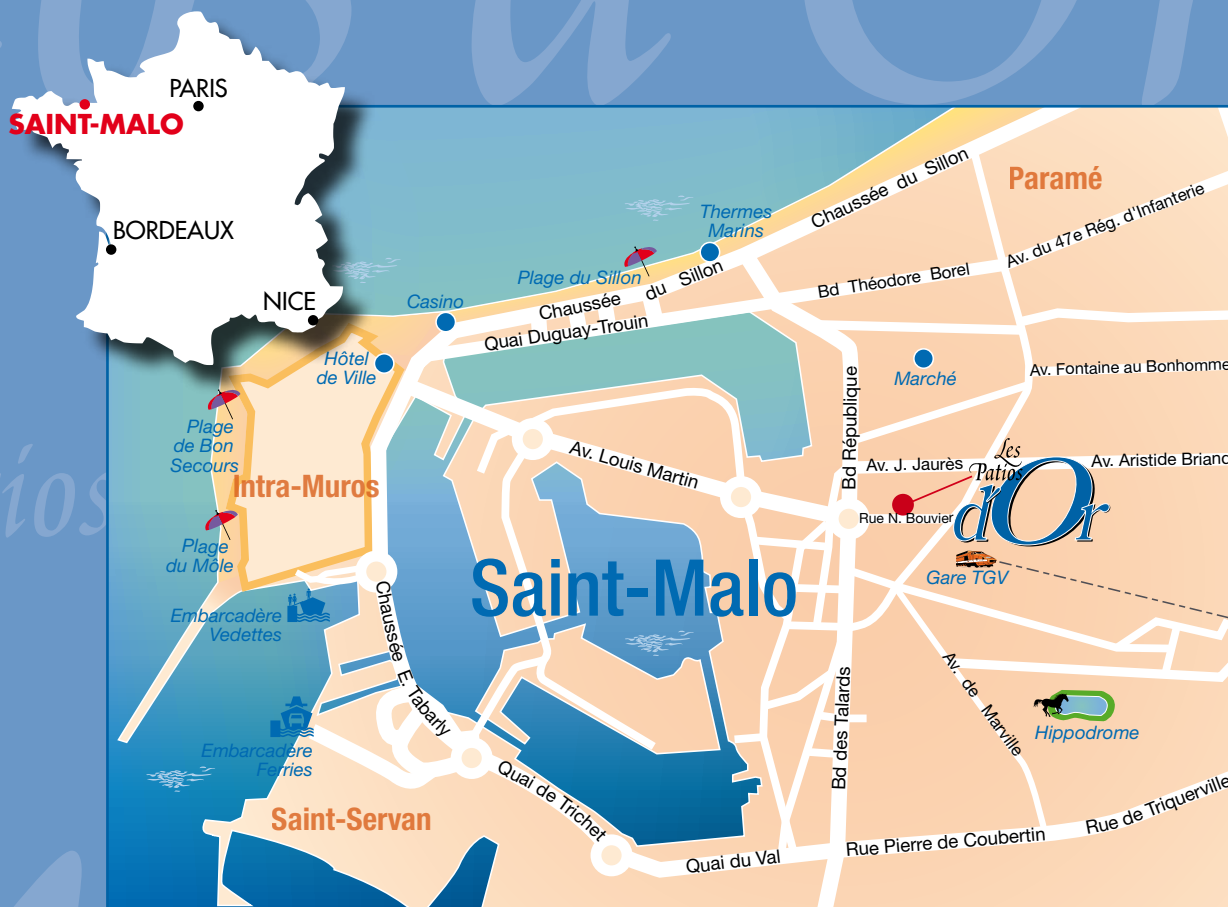 PARIS
SAINT-MALO
BORDEAUX
NICE
Paramé
Chaussée du Sillon
Av. du 47e Rég. d'Infanterie
Thermes
Marins
Plage du Sillon
Chaussée du Sillon
Bd Théodore Borel
Casino
Quai Duguay-Trouin
Hôtel
de Ville
Marché
Av. Fontaine au Bonhomme
Bd République
Plage
de Bon
Secours
Av. Louis Martin
Av. J. Jaurès
Les
Patios
d'Or
Av. Aristide Briand
Intra-Muros
Rue N. Bouvier
Plage
du Môle
Saint-Malo
Gare TGV
Embarcadère
Vedettes
Chaussée E. Tabarly
Av. de Marville
Bd des Talards
Hippodrome
Embarcadère
Ferries
Quai de Trichet
Saint-Servan
Quai du Val
Rue Pierre de Coubertin
Rue de Triquerville